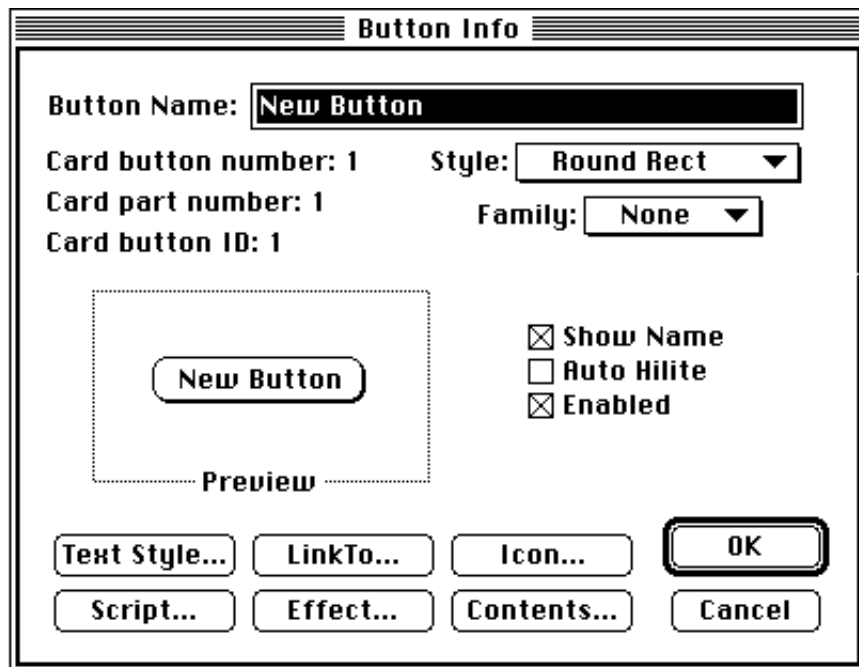 Button Info
Button Name: New Button
Card button number: 1
Style: Round Rect
Card part number: 1
Family: None
Card button ID: 1
Show Name
New Button
Auto Hilite
Enabled
Preview
Text Style... LinkTo... Icon... OK
Script... Effect... Contents... Cancel